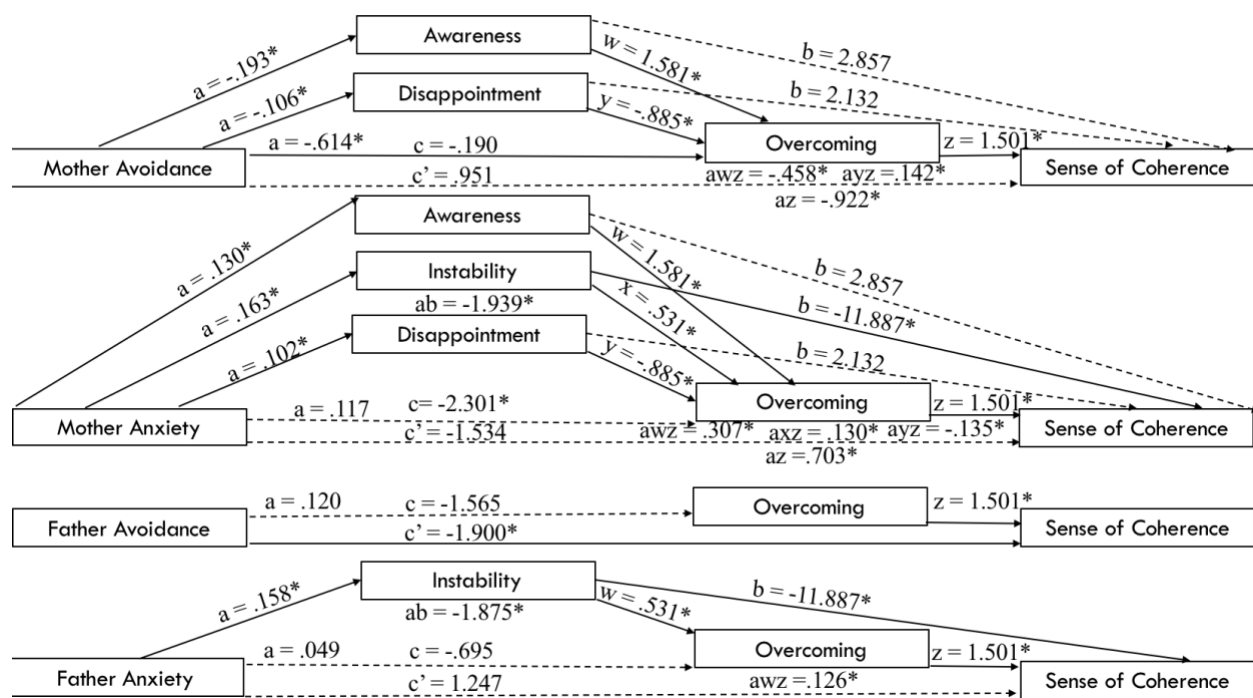 Awareness
a = -.193*
w = 1.581*
b = 2.857
Disappointment
a = -.106*
y = -.885*
b = 2.132
a = -.614*
c = -.190
Overcoming
z = 1.501*
Mother Avoidance
Sense of Coherence
c’ = .951
awz = -.458*
ayz = .142*
az = -.922*
Awareness
a = .130*
w = 1.581*
b = 2.857
Instability
a = .163*
ab = -1.939*
x = .531*
b = -11.887*
Disappointment
a = .102*
y = -.885*
b = 2.132
a = .117
c= -2.301*
Overcoming
z = 1.501*
Mother Anxiety
Sense of Coherence
c’ = -1.534
awz = .307*
axz = .130*
ayz = -.135*
az =.703*
a = .120
c = -1.565
Overcoming
z = 1.501*
Father Avoidance
Sense of Coherence
c’ = -1.900*
Instability
a = .158*
ab = -1.875*
w = .531*
b = -11.887*
a = .049
c = -.695
Overcoming
z = 1.501*
Father Anxiety
Sense of Coherence
c’ = 1.247
awz =.126*